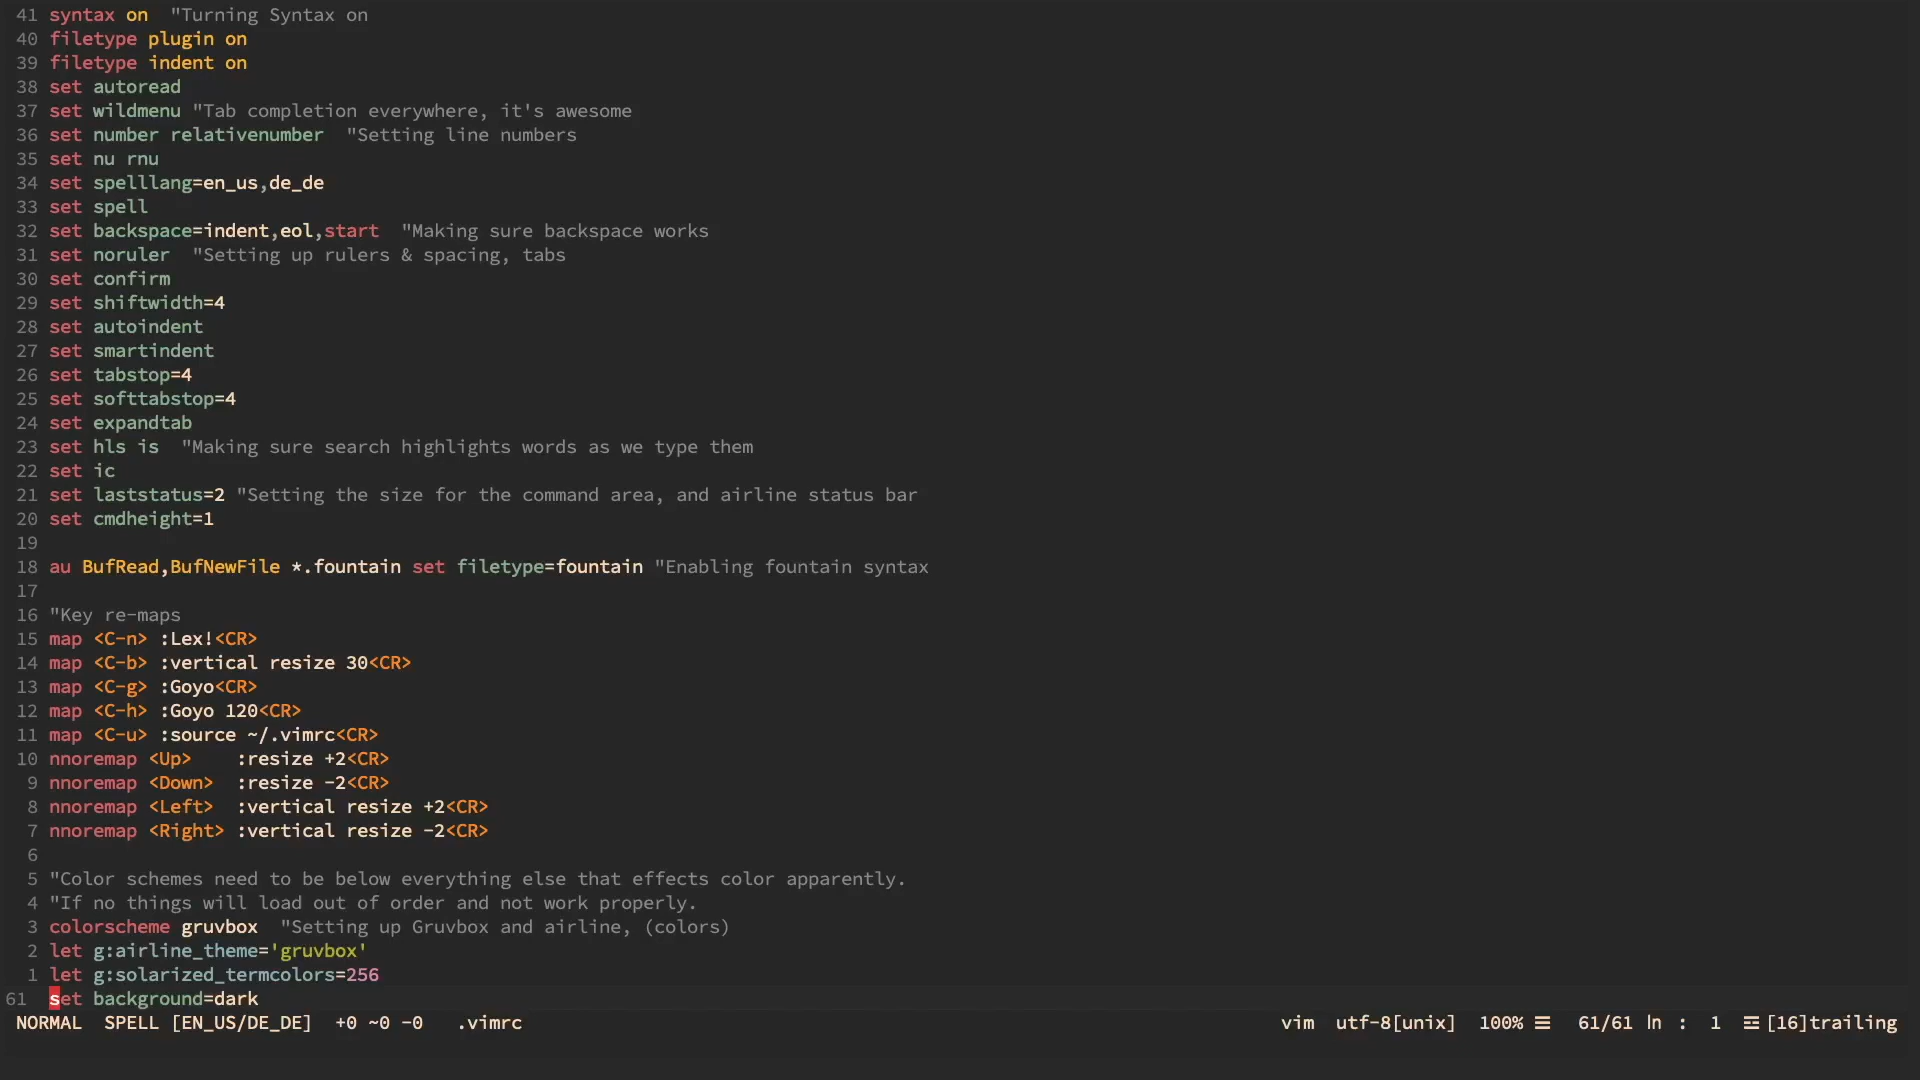 41 syntax on  "Turning Syntax on
40 filetype plugin on
39 filetype indent on
38 set autoread
37 set wildmenu "Tab completion everywhere, it's awesome
36 set number relativenumber  "Setting line numbers
35 set nu rnu
34 set spelllang=en_us,de_de
33 set spell
32 set backspace=indent,eol,start  "Making sure backspace works
31 set noruler  "Setting up rulers & spacing, tabs
30 set confirm
29 set shiftwidth=4
28 set autoindent
27 set smartindent
26 set tabstop=4
25 set softtabstop=4
24 set expandtab
23 set hls is  "Making sure search highlights words as we type them
22 set ic
21 set laststatus=2 "Setting the size for the command area, and airline status bar
20 set cmdheight=1
19
18 au BufRead,BufNewFile *.fountain set filetype=fountain "Enabling fountain syntax
17
16 "Key re-maps
15 map <C-n> :Lex!<CR>
14 map <C-b> :vertical resize 30<CR>
13 map <C-g> :Goyo<CR>
12 map <C-h> :Goyo 120<CR>
11 map <C-u> :source ~/.vimrc<CR>
10 nnoremap <Up>    :resize +2<CR>
9 nnoremap <Down>  :resize -2<CR>
8 nnoremap <Left>  :vertical resize +2<CR>
7 nnoremap <Right> :vertical resize -2<CR>
6
5 "Color schemes need to be below everything else that effects color apparently.
4 "If no things will load out of order and not work properly.
3 colorscheme gruvbox  "Setting up Gruvbox and airline, (colors)
2 let g:airline_theme='gruvbox'
1 let g:solarized_termcolors=256
61 set background=dark
NORMAL  SPELL [EN_US/DE_DE]  +0 ~0 -0   .vimrc   vim  utf-8[unix]  100% ☰  61/61 ln :  1  ☲ [16]trailing